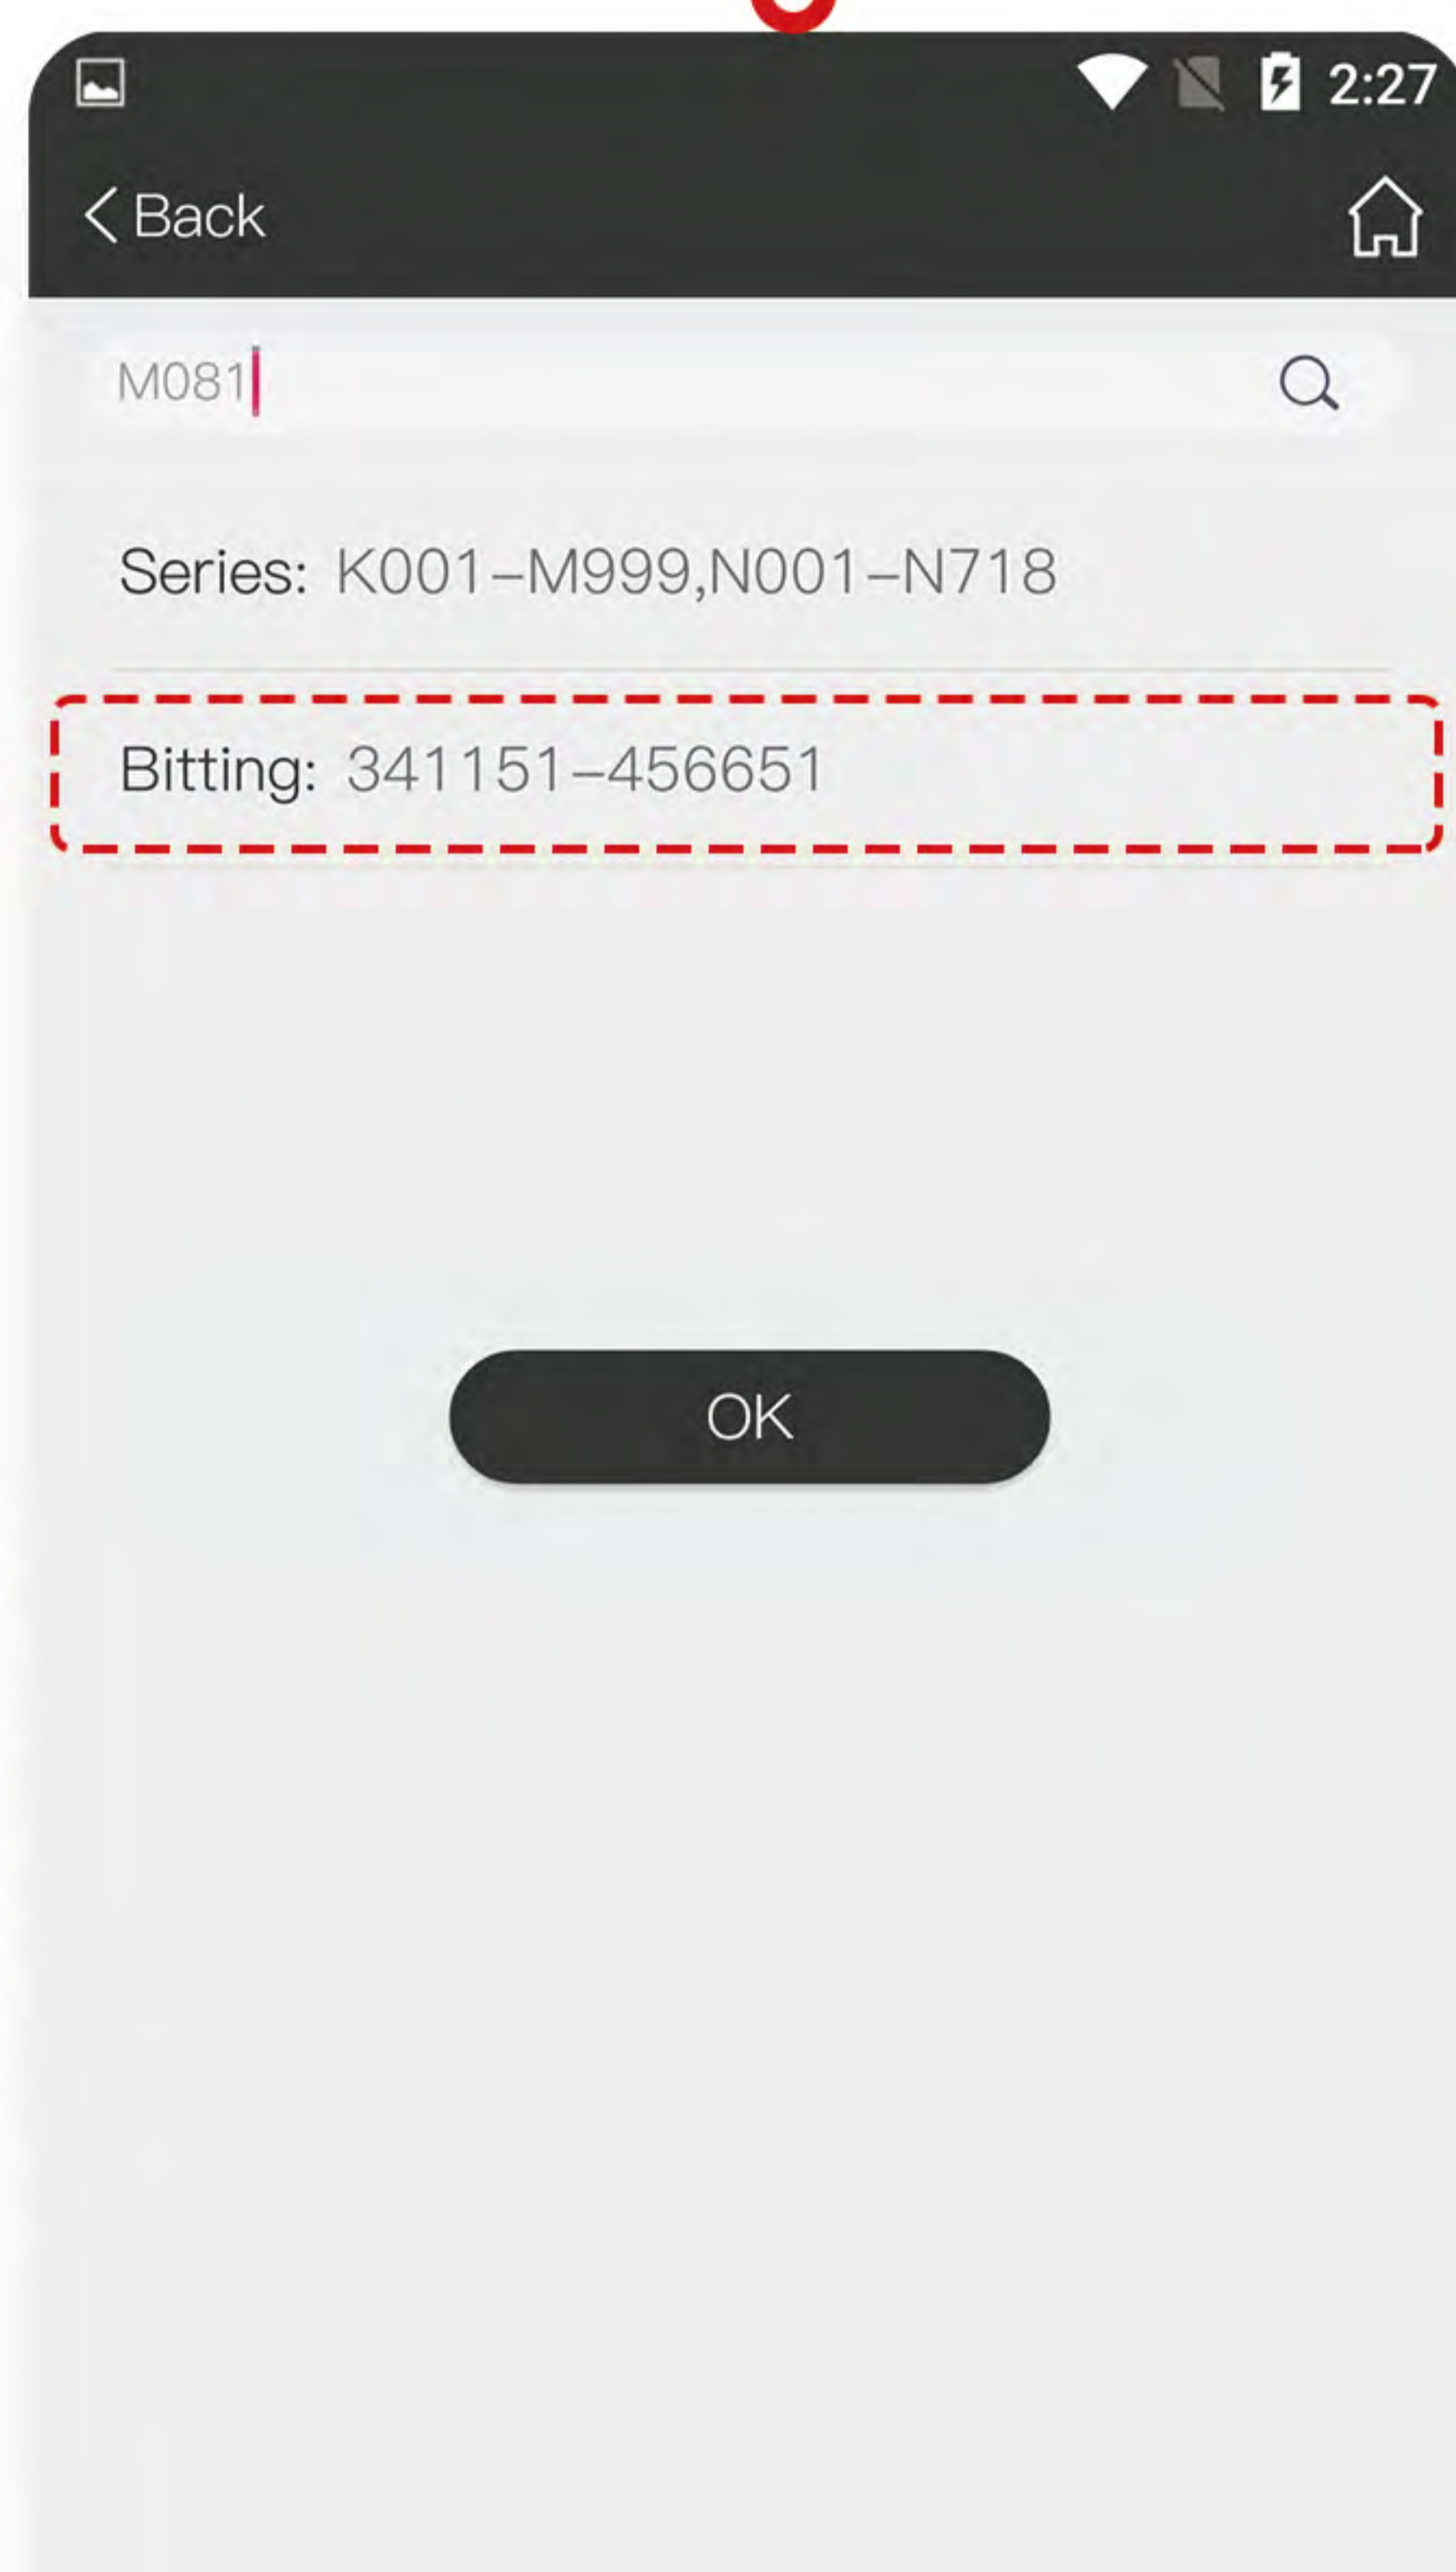 2:27
Back
M081
Series: K001–M999,N001–N718
Bitting: 341151–456651
OK